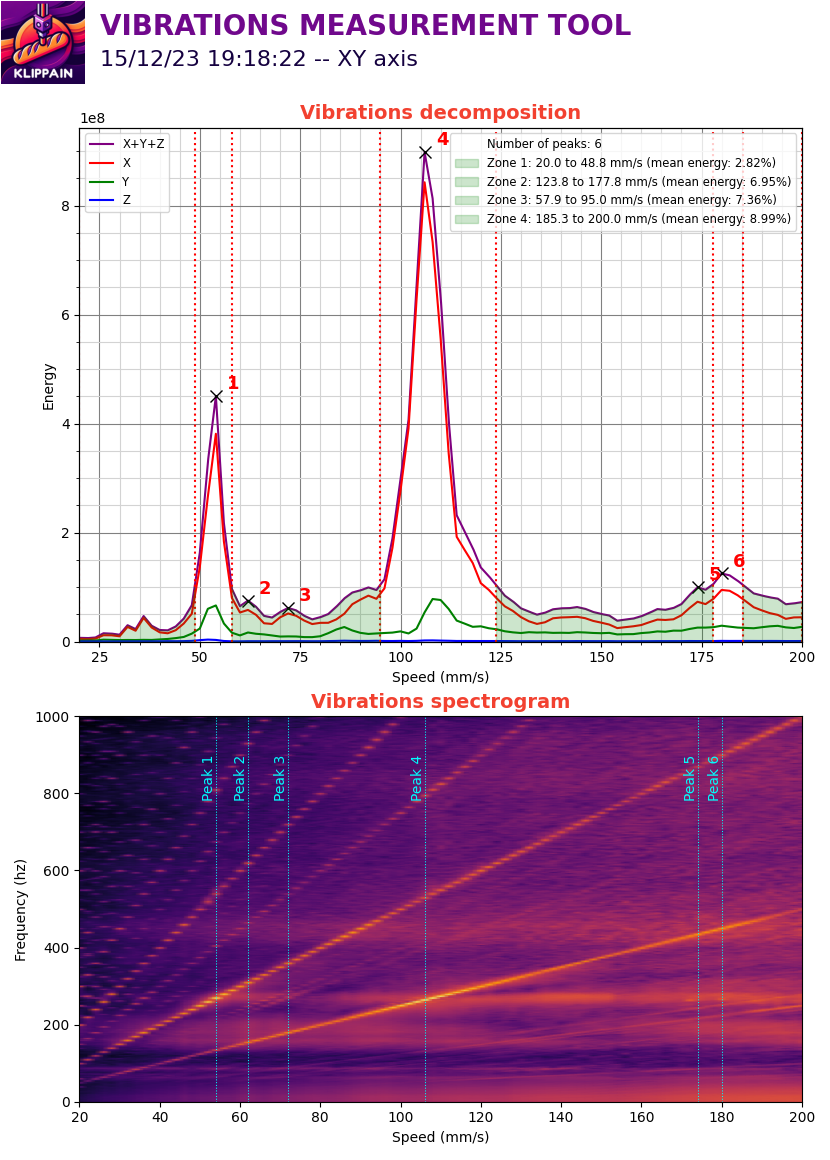 KLIPPAIN
VIBRATIONS MEASUREMENT TOOL
15/12/23 19:18:22 -- XY axis
Vibrations decomposition
1e8
X+Y+Z
X
Y
Z
Number of peaks: 6
Zone 1: 20.0 to 48.8 mm/s (mean energy: 2.82%)
Zone 2: 123.8 to 177.8 mm/s (mean energy: 6.95%)
Zone 3: 57.9 to 95.0 mm/s (mean energy: 7.36%)
Zone 4: 185.3 to 200.0 mm/s (mean energy: 8.99%)
1
2
3
4
5
6
Energy
8
6
4
2
0
25 50 75 100 125 150 175 200
Speed (mm/s)
Vibrations spectrogram
Peak 1
Peak 2
Peak 3
Peak 4
Peak 5
Peak 6
Frequency (hz)
1000
800
600
400
200
0
20 40 60 80 100 120 140 160 180 200
Speed (mm/s)